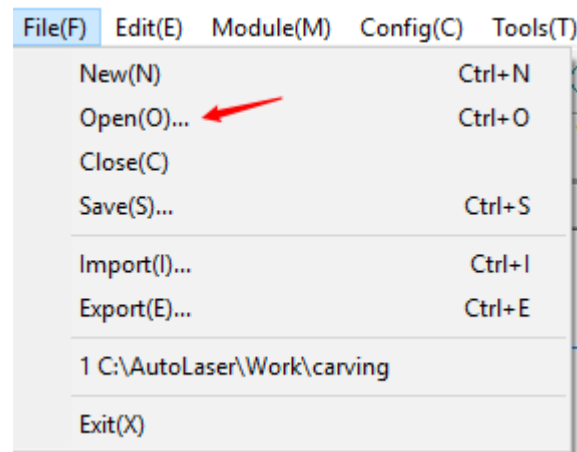 File(F) Edit(E) Module(M) Config(C) Tools(T)
New(N) Ctrl+N
Open(O)... Ctrl+O
Close(C)
Save(S)... Ctrl+S
Import(I)... Ctrl+I
Export(E)... Ctrl+E
1 C:\AutoLaser\Work\carving
Exit(X)